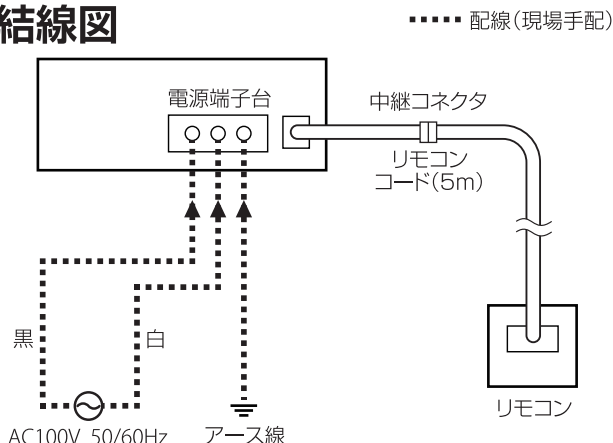 結線図
配線(現場手配)
電源端子台
中継コネクタ
リモコン
コード(5m)
黒
白
AC100V 50/60Hz
アース線
リモコン